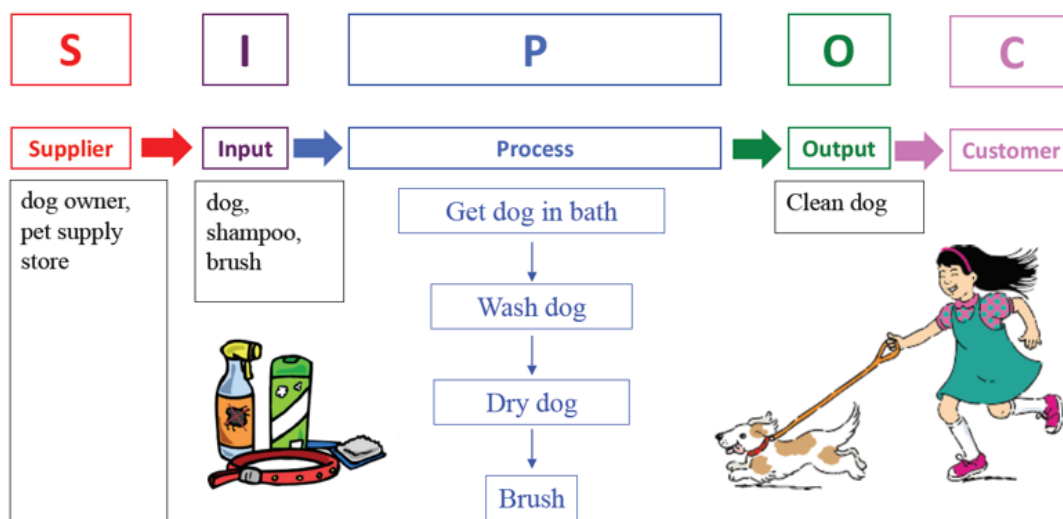 S
I
P
O
C
Supplier
Input
Process
Output
Customer
dog owner,
pet supply
store
dog,
shampoo,
brush
Get dog in bath
Wash dog
Dry dog
Brush
Clean dog